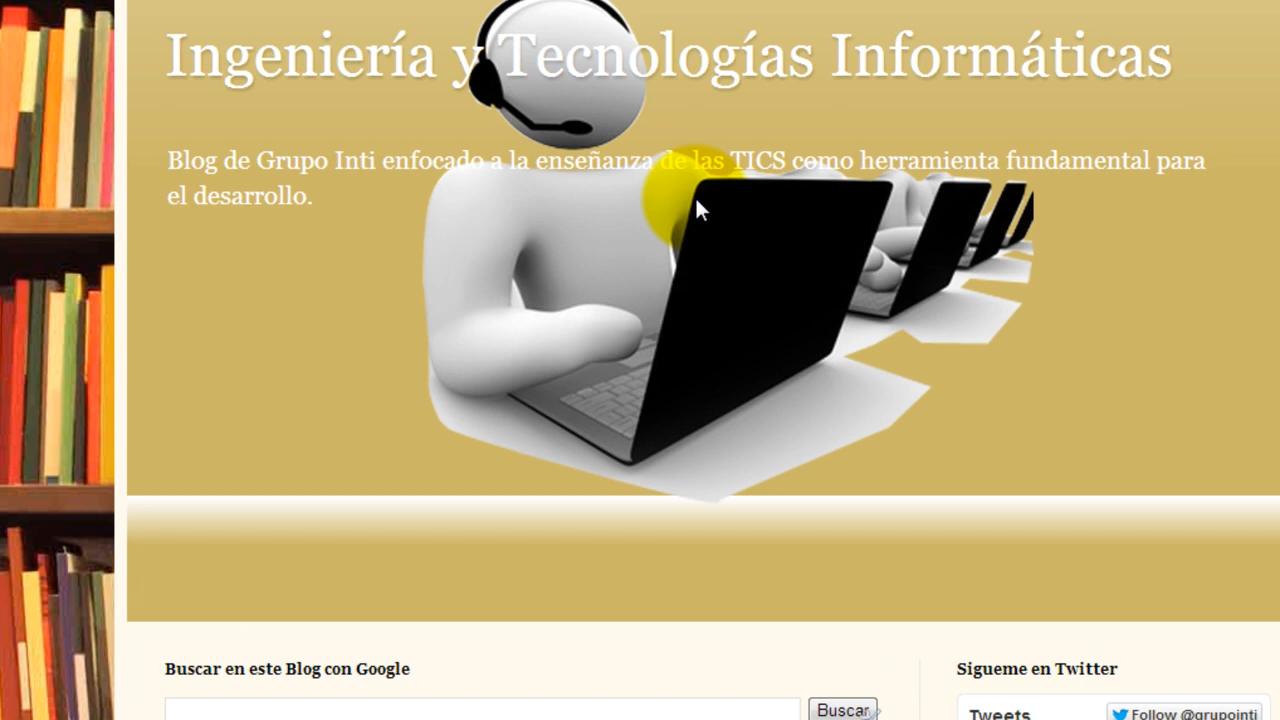 Ingeniería y Tecnologías Informáticas
Blog de Grupo Inti enfocado a la enseñanza de las TICS como herramienta fundamental para
el desarrollo.
Buscar en este Blog con Google
Sigueme en Twitter
Buscar
Tweets
Follow @grupointi